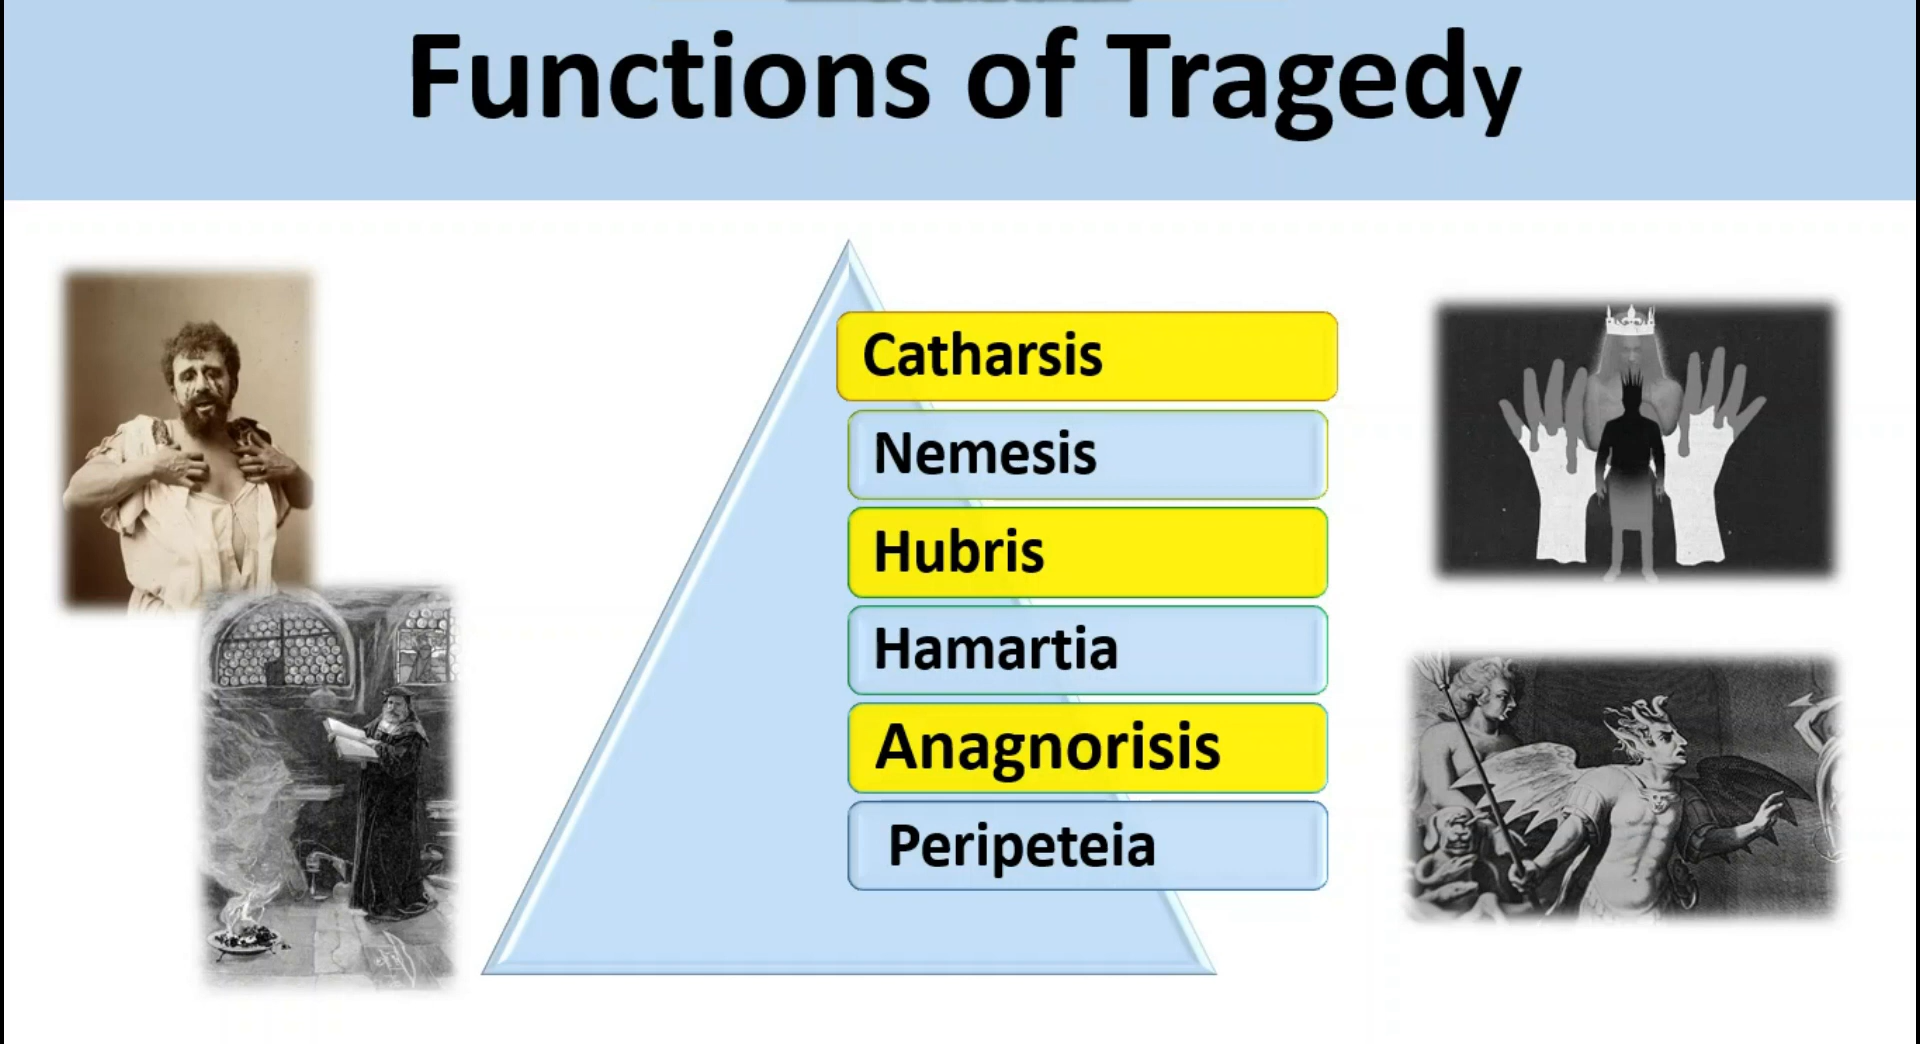 Functions of Tragedy
Catharsis
Nemesis
Hubris
Hamartia
Anagnorisis
Peripeteia